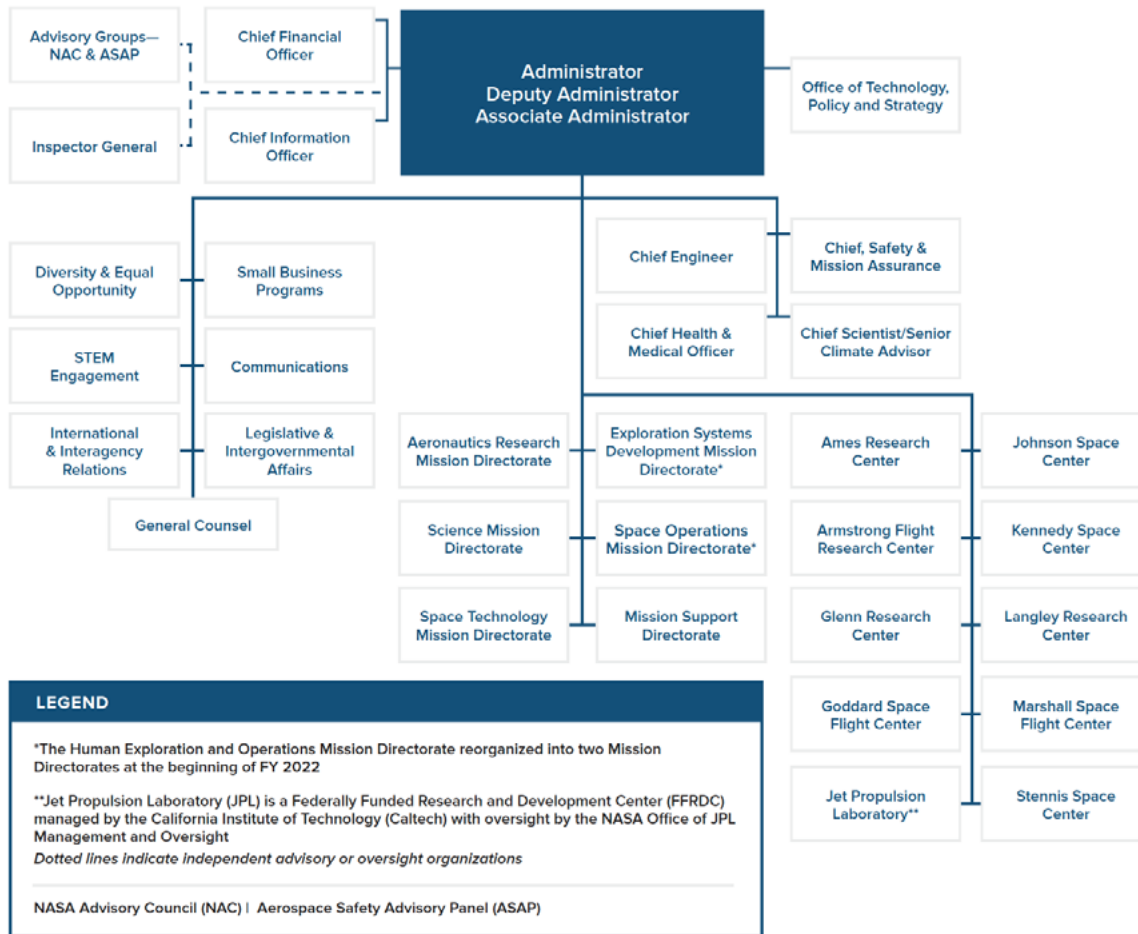 Advisory Groups—
NAC & ASAP
Chief Financial
Officer
Administrator
Deputy Administrator
Associate Administrator
Office of Technology,
Policy and Strategy
Inspector General
Chief Information
Officer
Diversity & Equal
Opportunity
Small Business
Programs
STEM
Engagement
Communications
International
& Interagency
Relations
Legislative &
Intergovernmental
Affairs
General Counsel
Chief Engineer
Chief, Safety &
Mission Assurance
Chief Health &
Medical Officer
Chief Scientist/Senior
Climate Advisor
Aeronautics Research
Mission Directorate
Exploration Systems
Development Mission
Directorate*
Science Mission
Directorate
Space Operations
Mission Directorate*
Space Technology
Mission Directorate
Mission Support
Directorate
Ames Research
Center
Johnson Space
Center
Armstrong Flight
Research Center
Kennedy Space
Center
Glenn Research
Center
Langley Research
Center
Goddard Space
Flight Center
Marshall Space
Flight Center
Jet Propulsion
Laboratory**
Stennis Space
Center
LEGEND
*The Human Exploration and Operations Mission Directorate reorganized into two Mission
Directorates at the beginning of FY 2022
**Jet Propulsion Laboratory (JPL) is a Federally Funded Research and Development Center (FFRDC)
managed by the California Institute of Technology (Caltech) with oversight by the NASA Office of JPL
Management and Oversight
Dotted lines indicate independent advisory or oversight organizations
NASA Advisory Council (NAC) | Aerospace Safety Advisory Panel (ASAP)